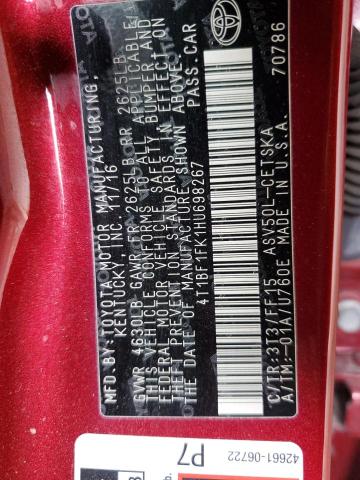 MFD.BY: TOYOTA MOTOR MANUFACTURING,
KENTUCKY, INC. 11/16
GVWR 4630LB GAWR FR 2625LB RR 2625LB
THIS VEHICLE CONFORMS TO ALL APPLICABLE
FEDERAL MOTOR VEHICLE SAFETY, BUMPER AND
THEFT PREVENTION STANDARDS IN EFFECT ON
THE DATE OF MANUFACTURE SHOWN ABOVE.
4T1BF1FK1HU698267 PASS.CAR
C/TR:3T3/FF15 ASV50L-CETSKA
A/TM:-01A/U760E MADE IN U.S.A. 70786
TOYOTA
42661-06722
P7